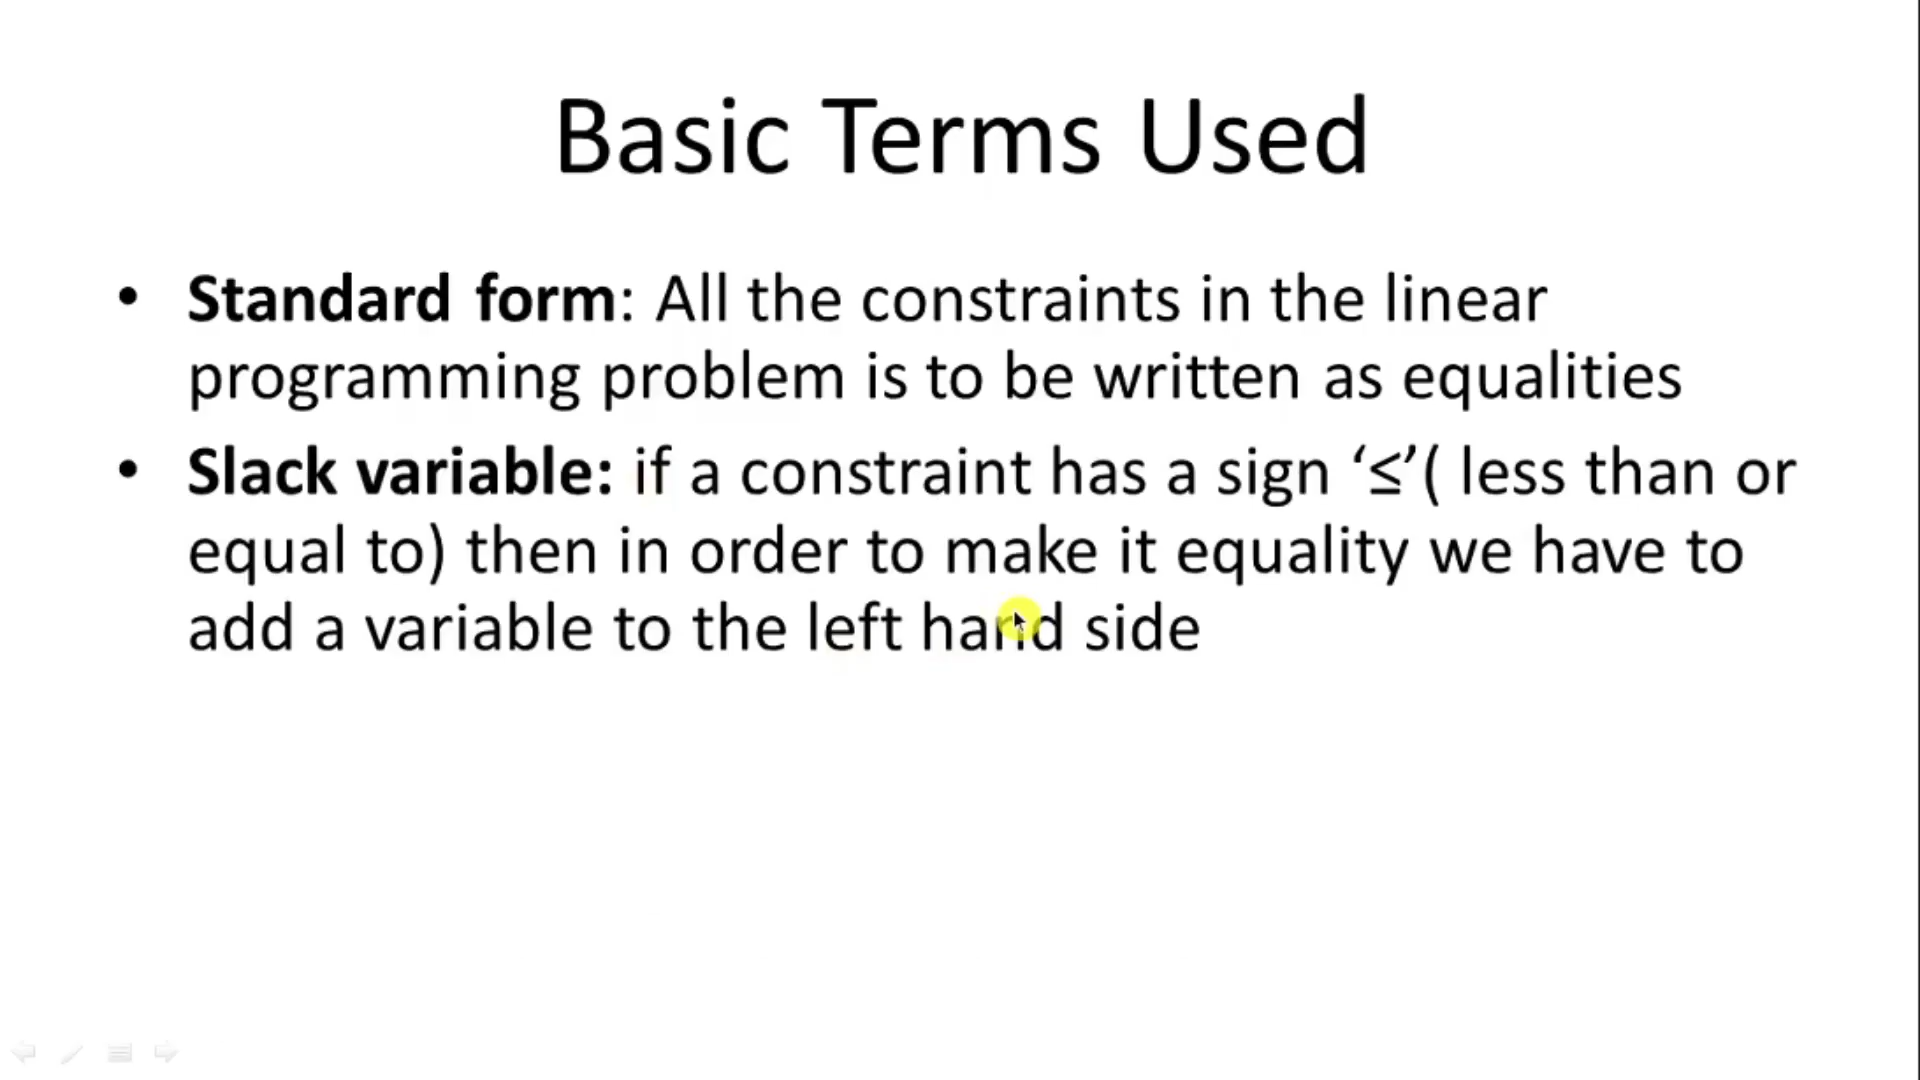 Basic Terms Used
• Standard form: All the constraints in the linear
programming problem is to be written as equalities
• Slack variable: if a constraint has a sign ‘≤’( less than or
equal to) then in order to make it equality we have to
add a variable to the left hand side